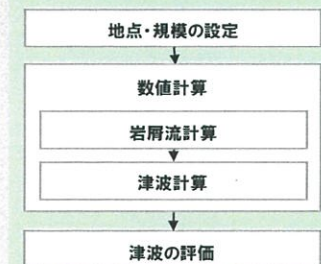 地点・規模の設定
数値計算
岩屑流計算
津波計算
津波の評価